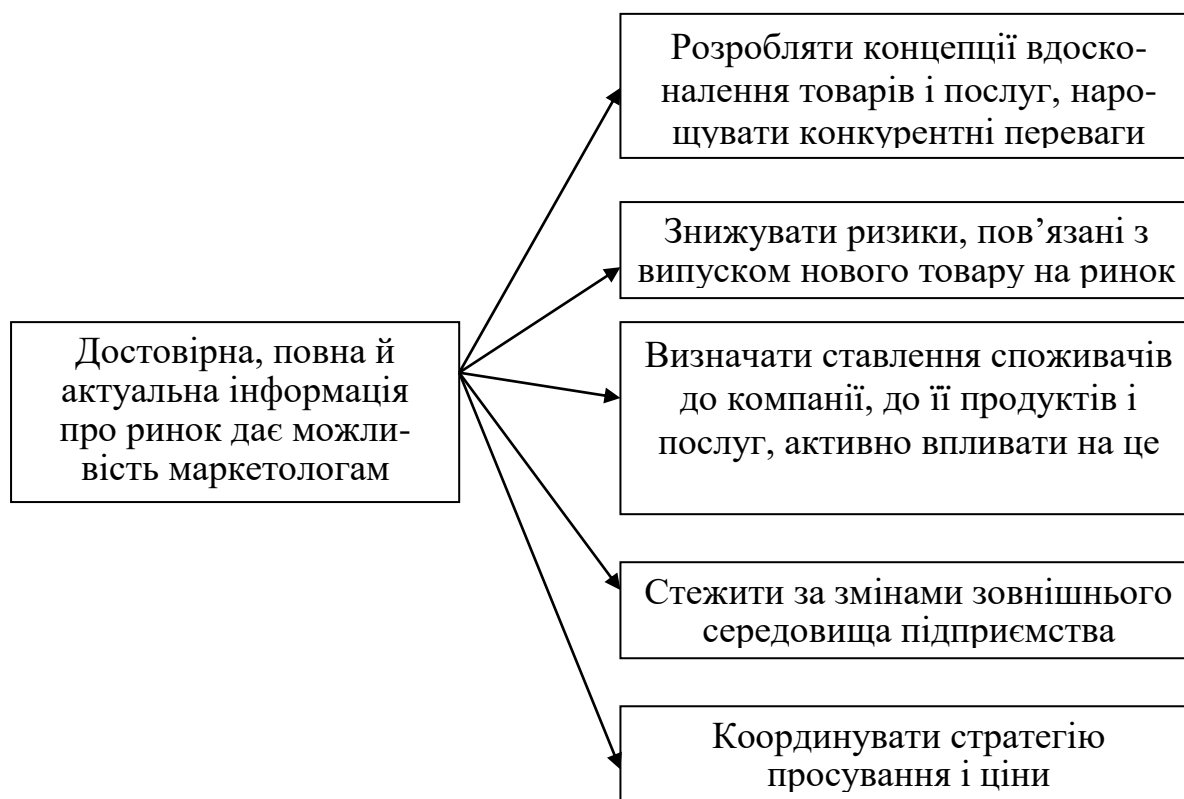 Розробляти концепції вдоско-
налення товарів і послуг, наро-
щувати конкурентні переваги
Знижувати ризики, пов’язані з
випуском нового товару на ринок
Достовірна, повна й
актуальна інформація
про ринок дає можли-
вість маркетологам
Визначати ставлення споживачів
до компанії, до її продуктів і
послуг, активно впливати на це
Стежити за змінами зовнішнього
середовища підприємства
Координувати стратегію
просування і ціни